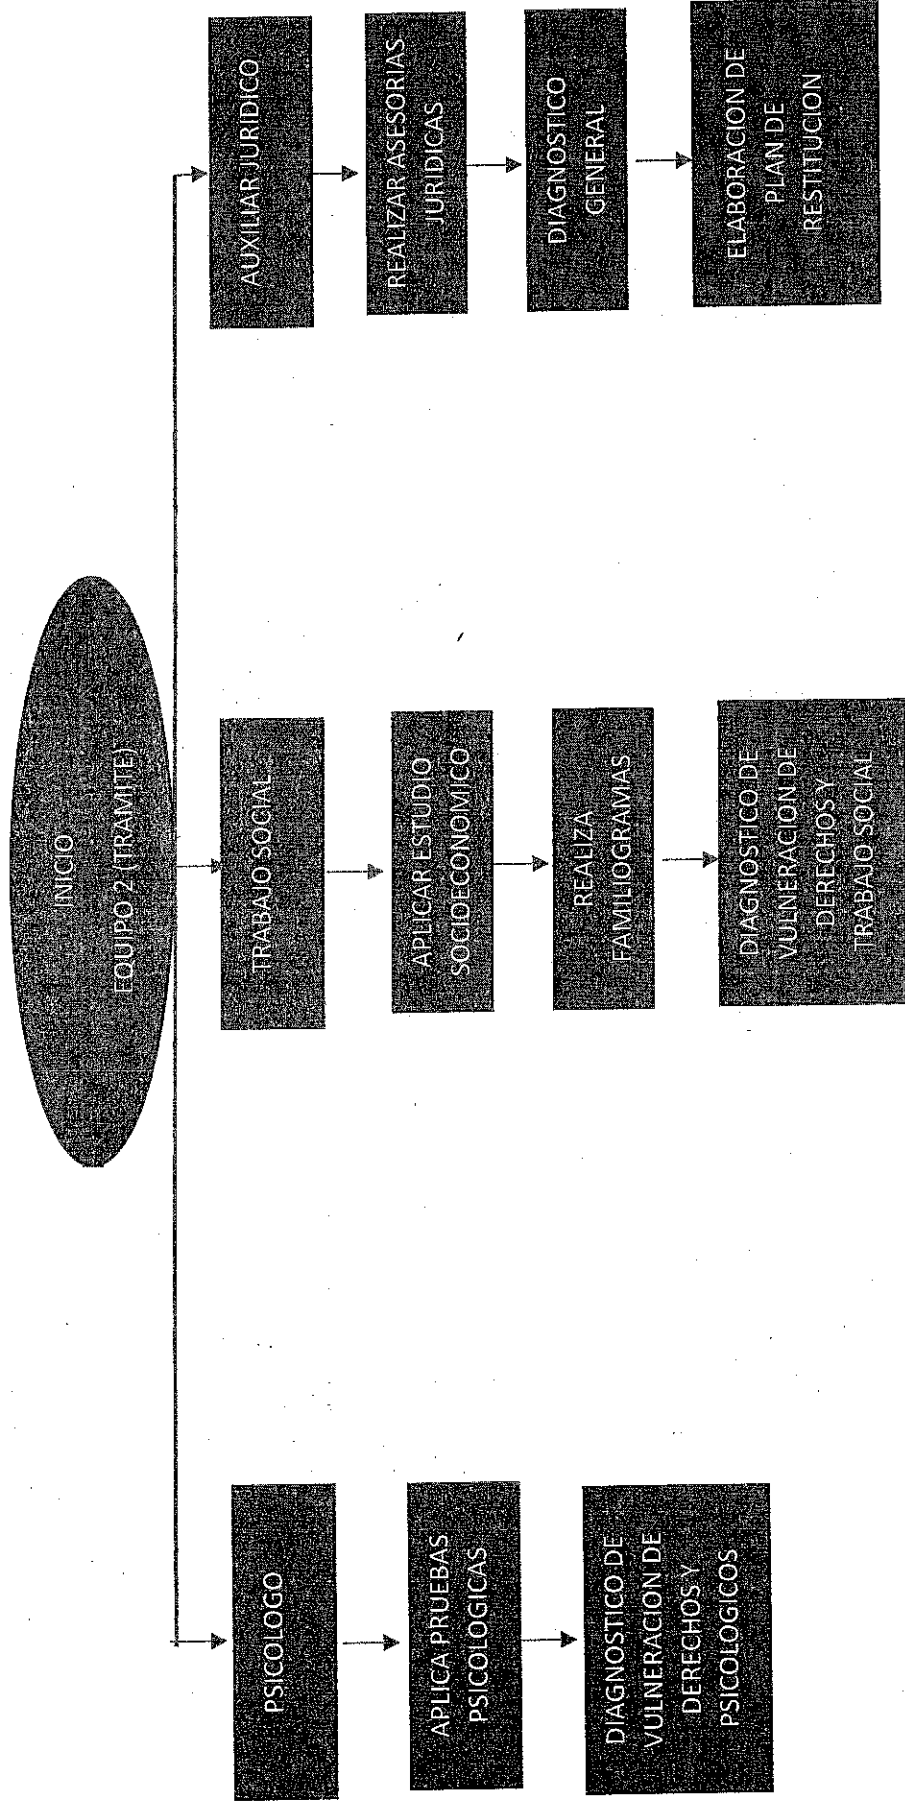 INICIO
EQUIPO 2 (TRAMITE)
PSICOLOGO
APLICA PRUEBAS
PSICOLOGICAS
DIAGNOSTICO DE
VULNERACION DE
DERECHOS Y
PSICOLOGICOS
TRABAJO SOCIAL
APLICAR ESTUDIO
SOCIOECONOMICO
REALIZA
FAMILIOGRAMAS
DIAGNOSTICO DE
VULNERACION DE
DERECHOS Y
TRABAJO SOCIAL
AUXILIAR JURIDICO
REALIZAR ASESORIAS
JURIDICAS
DIAGNOSTICO
GENERAL
ELABORACION DE
PLAN DE
RESTITUCION